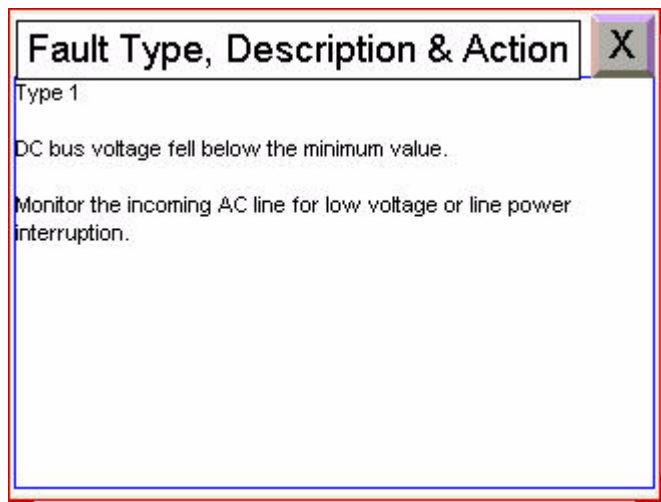 Fault Type, Description & Action
X
Type 1
DC bus voltage fell below the minimum value.
Monitor the incoming AC line for low voltage or line power
interruption.